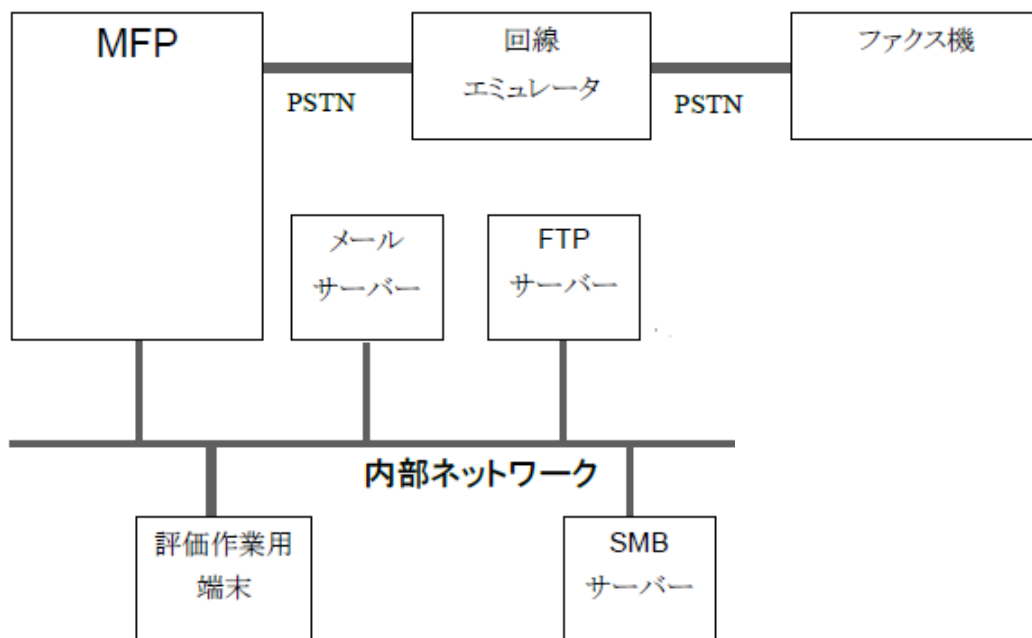 MFP
回線
エミュレータ
ファクス機
PSTN
PSTN
メール
サーバー
FTP
サーバー
内部ネットワーク
評価作業用
端末
SMB
サーバー